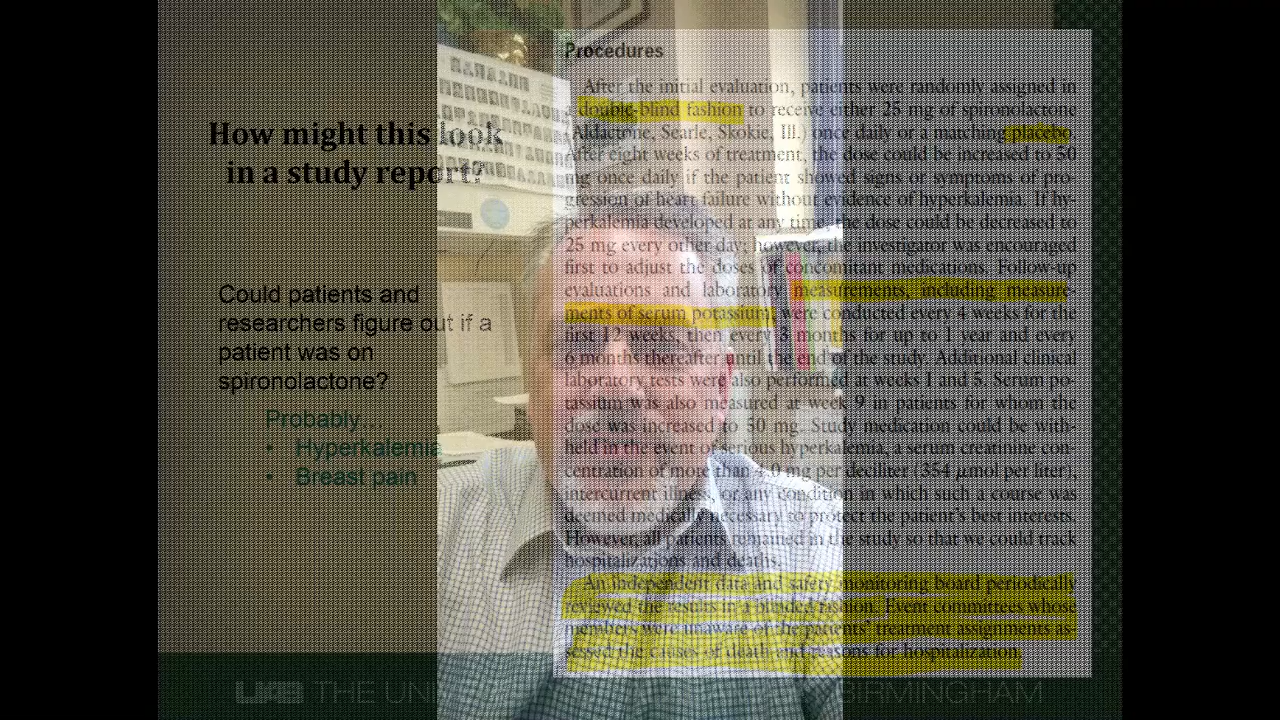 How might this look
in a study report?
Could patients and
researchers figure out if a
patient was on
spironolactone?
Probably…
• Hyperkalemia
• Breast pain
Procedures
After the initial evaluation, patients were randomly assigned in
a double-blind fashion to receive either 25 mg of spironolactone
(Aldactone, Searle, Skokie, Ill.) once daily or a matching placebo.
After eight weeks of treatment, the dose could be increased to 50
mg once daily if the patient showed signs or symptoms of pro-
gression of heart failure without evidence of hyperkalemia. If hy-
perkalemia developed at any time, the dose could be decreased to
25 mg every other day; however, the investigator was encouraged
first to adjust the doses of concomitant medications. Follow-up
evaluations and laboratory measurements, including measure-
ments of serum potassium, were conducted every 4 weeks for the
first 12 weeks, then every 3 months for up to 1 year and every
6 months thereafter until the end of the study. Additional clinical
laboratory tests were also performed at weeks 1 and 5. Serum po-
tassium was also measured at week 9 in patients for whom the
dose was increased to 50 mg. Study medication could be with-
held in the event of serious hyperkalemia, a serum creatinine con-
centration of more than 4.0 mg per deciliter (354 μmol per liter),
intercurrent illness, or any condition in which such a course was
deemed medically necessary to protect the patient's best interests.
However, all patients remained in the study so that we could track
hospitalizations and deaths.
An independent data and safety monitoring board periodically
reviewed the results in a blinded fashion. Event committees whose
members were unaware of the patients' treatment assignments as-
sessed the causes of death and reasons for hospitalization.
UAB THE UNI BIRMINGHAM